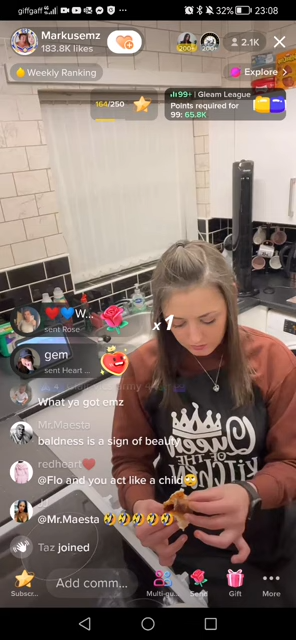 giffgaff 4G
32% 23:08
Markusemz
183.8K likes
1200+
200+
2.1K
Weekly Ranking
Explore >
164/250
99+ | Gleam League
Points required for
99: 65.8K
❤️💙W...
sent Rose
x1
gem
sent Heart ...
What ya got emz
Mr.Maesta
baldness is a sign of beauty
redheart❤️
@Flo and you act like a child🙄
@Mr.Maesta 🤣🤣🤣🤣🤣
Taz joined
Queen
OF THE
KITCHEN
Subscr...
Add comm...
Multi-gu...
Send
Gift
More